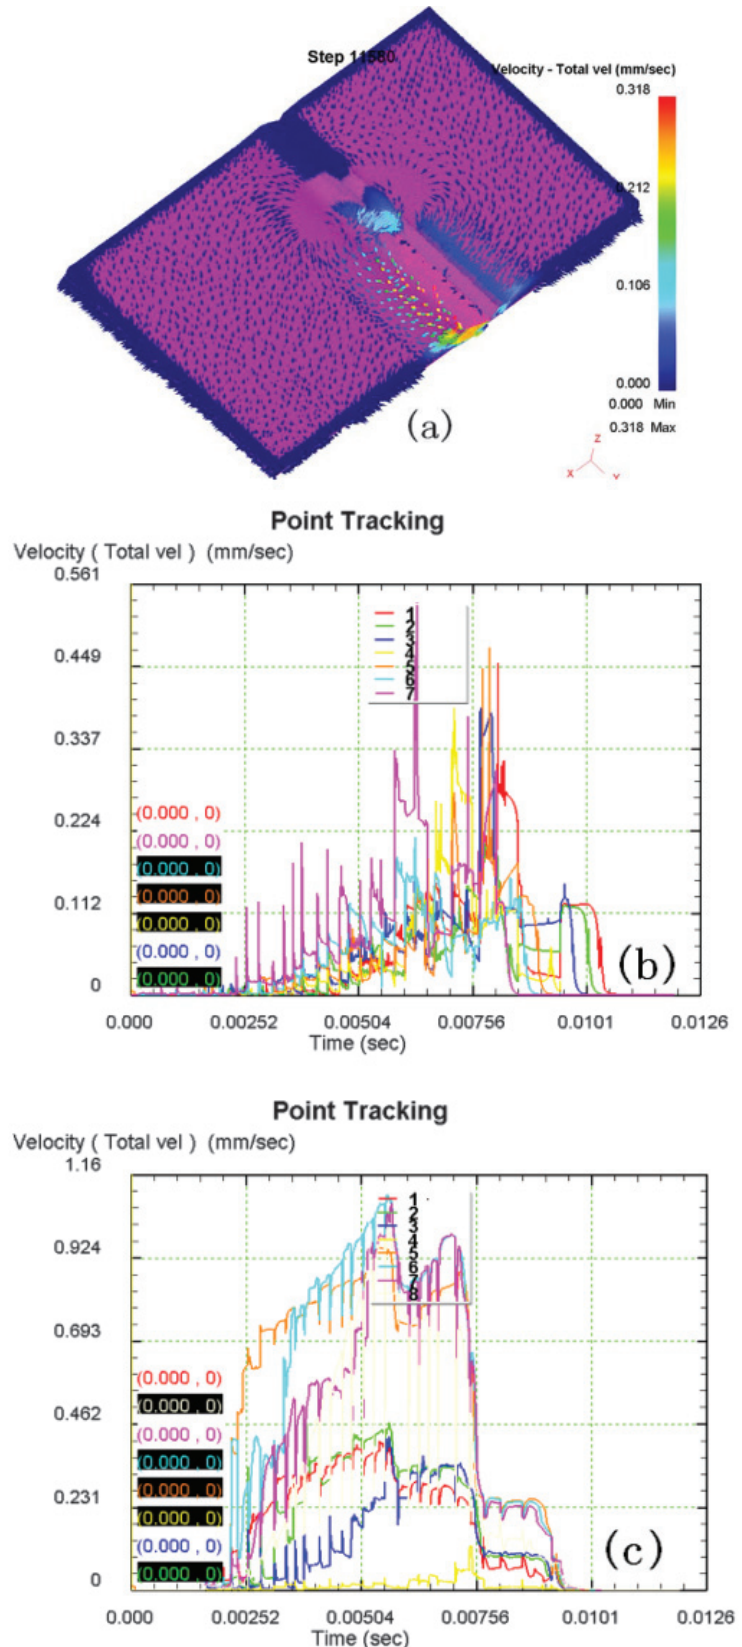 Step 11580
Velocity - Total vel (mm/sec)
0.318
0.212
0.106
0.000
0.000 Min
0.318 Max
(a)
Z
X
Y
Point Tracking
Velocity ( Total vel ) (mm/sec)
0.561
1
2
3
4
5
6
7
0.449
0.337
0.224
(0.000 , 0)
(0.000 , 0)
(0.000 , 0)
(0.000 , 0)
0.112
(0.000 , 0)
(0.000 , 0)
(0.000 , 0)
0
(b)
0.000 0.00252 0.00504 0.00756 0.0101 0.0126
Time (sec)
Point Tracking
Velocity ( Total vel ) (mm/sec)
1.16
1
2
3
4
5
6
7
8
0.924
0.693
0.462
(0.000 , 0)
(0.000 , 0)
(0.000 , 0)
(0.000 , 0)
(0.000 , 0)
0.231
(0.000 , 0)
(0.000 , 0)
(0.000 , 0)
0
(c)
0.000 0.00252 0.00504 0.00756 0.0101 0.0126
Time (sec)